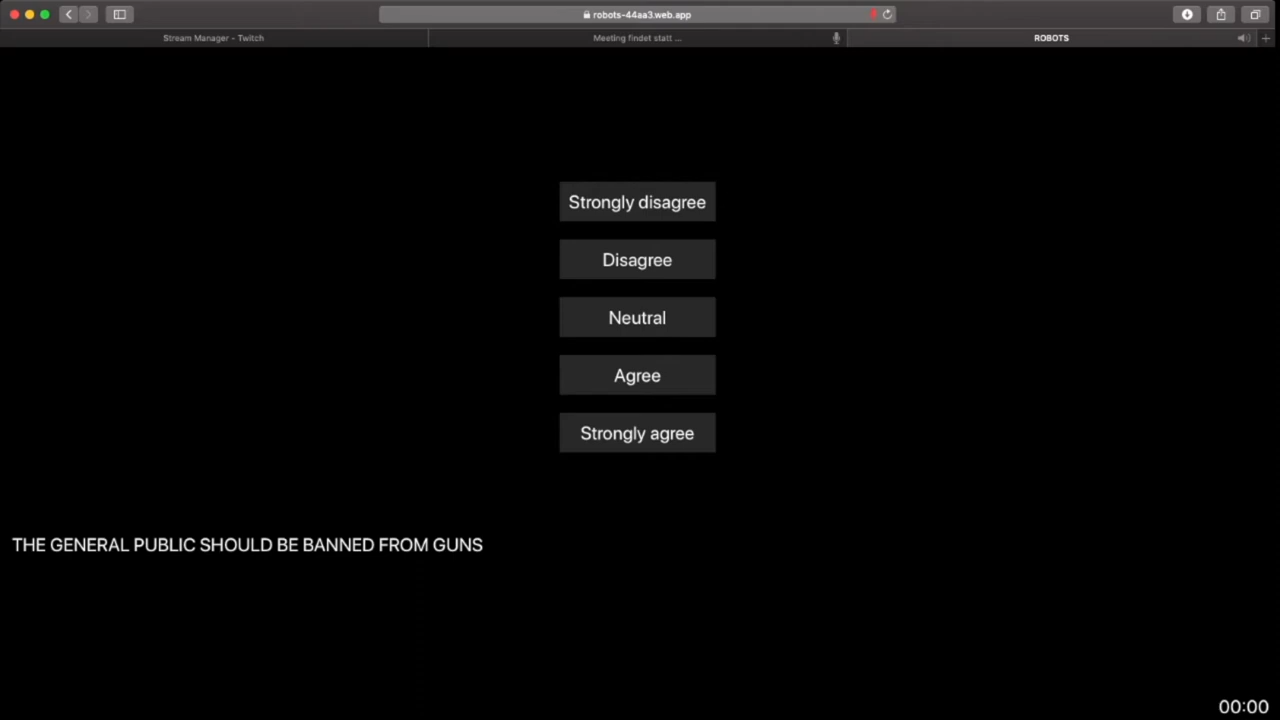 robots-44aa3.web.app
Stream Manager - Twitch
Meeting findet statt ...
ROBOTS
Strongly disagree
Disagree
Neutral
Agree
Strongly agree
THE GENERAL PUBLIC SHOULD BE BANNED FROM GUNS
00:00